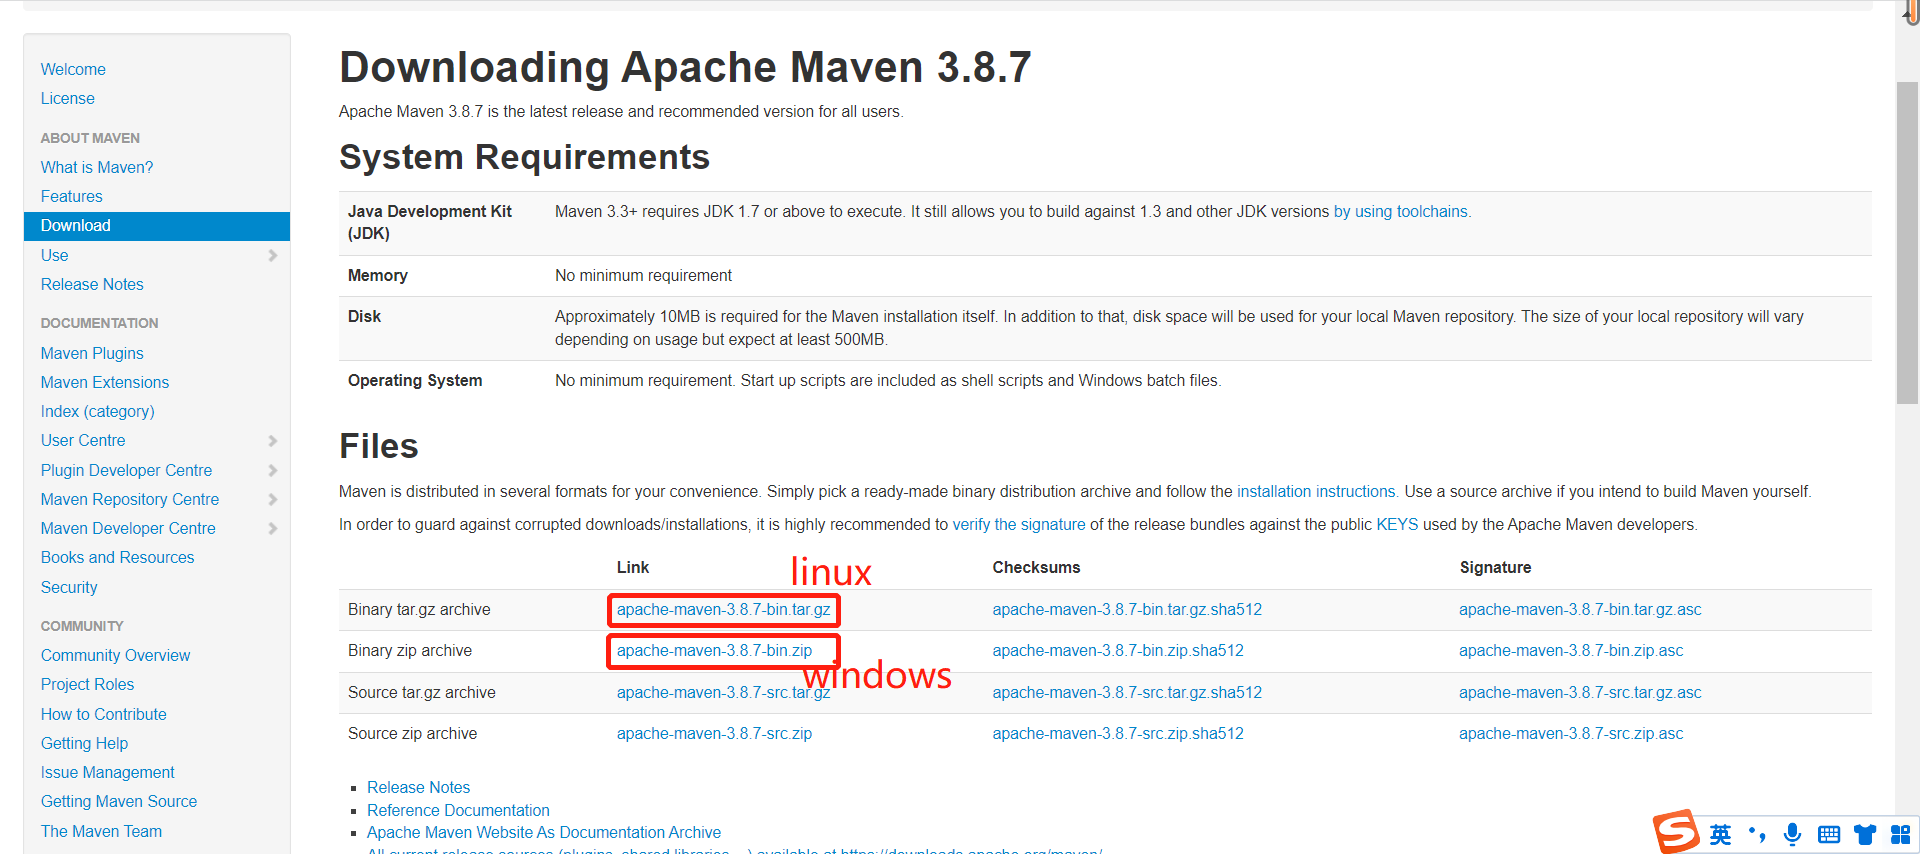 Welcome
License
ABOUT MAVEN
What is Maven?
Features
Download
Use
Release Notes
DOCUMENTATION
Maven Plugins
Maven Extensions
Index (category)
User Centre
Plugin Developer Centre
Maven Repository Centre
Maven Developer Centre
Books and Resources
Security
COMMUNITY
Community Overview
Project Roles
How to Contribute
Getting Help
Issue Management
Getting Maven Source
The Maven Team
Downloading Apache Maven 3.8.7
Apache Maven 3.8.7 is the latest release and recommended version for all users.
System Requirements
Java Development Kit (JDK) Maven 3.3+ requires JDK 1.7 or above to execute. It still allows you to build against 1.3 and other JDK versions by using toolchains.
Memory No minimum requirement
Disk Approximately 10MB is required for the Maven installation itself. In addition to that, disk space will be used for your local Maven repository. The size of your local repository will vary
depending on usage but expect at least 500MB.
Operating System No minimum requirement. Start up scripts are included as shell scripts and Windows batch files.
Files
Maven is distributed in several formats for your convenience. Simply pick a ready-made binary distribution archive and follow the installation instructions. Use a source archive if you intend to build Maven yourself.
In order to guard against corrupted downloads/installations, it is highly recommended to verify the signature of the release bundles against the public KEYS used by the Apache Maven developers.
Link linux Checksums Signature
Binary tar.gz archive apache-maven-3.8.7-bin.tar.gz apache-maven-3.8.7-bin.tar.gz.sha512 apache-maven-3.8.7-bin.tar.gz.asc
Binary zip archive apache-maven-3.8.7-bin.zip apache-maven-3.8.7-bin.zip.sha512 apache-maven-3.8.7-bin.zip.asc
windows
Source tar.gz archive apache-maven-3.8.7-src.tar.gz apache-maven-3.8.7-src.tar.gz.sha512 apache-maven-3.8.7-src.tar.gz.asc
Source zip archive apache-maven-3.8.7-src.zip apache-maven-3.8.7-src.zip.sha512 apache-maven-3.8.7-src.zip.asc
Release Notes
Reference Documentation
Apache Maven Website As Documentation Archive
All current release sources (plugins, shared libraries,...) available at https://downloads.apache.org/maven/
英